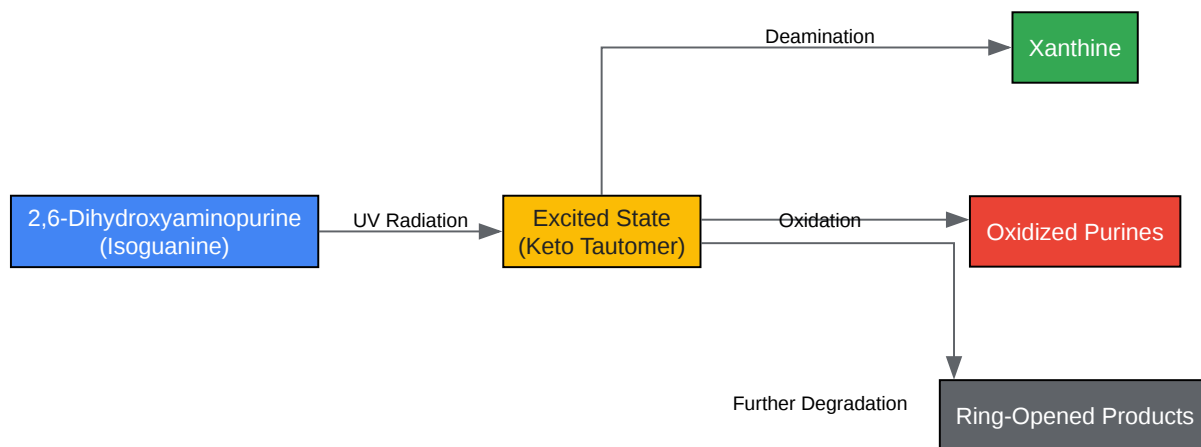 Deamination
Xanthine
2,6-Dihydroxyaminopurine
(Isoguanine)
UV Radiation
Excited State
(Keto Tautomer)
Oxidation
Oxidized Purines
Further Degradation
Ring-Opened Products